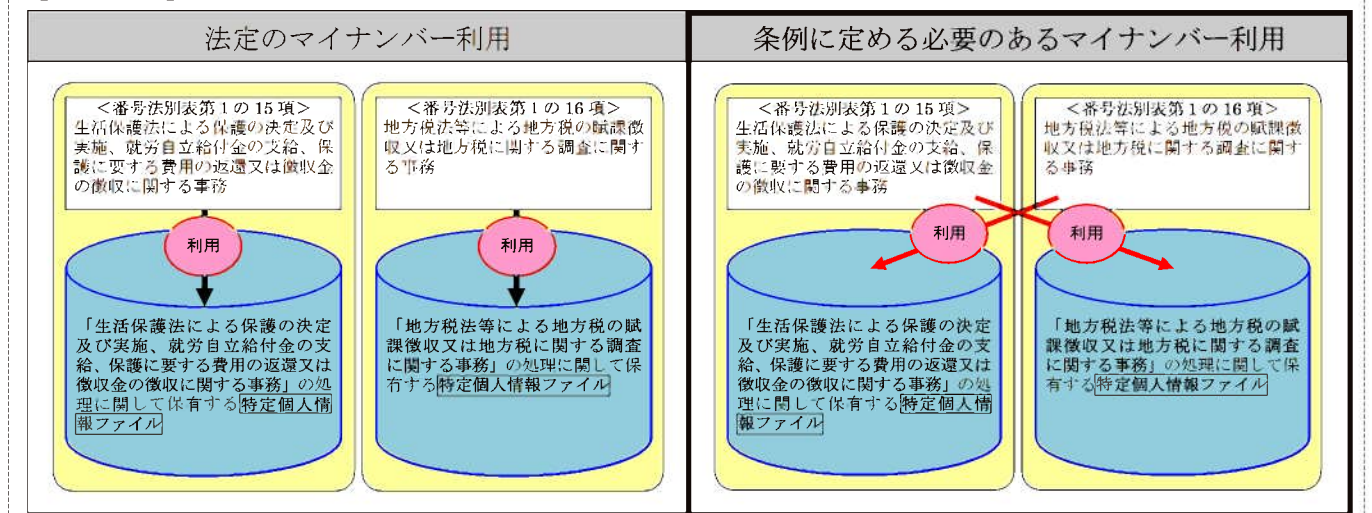 法定のマイナンバー利用
条例に定める必要のあるマイナンバー利用
＜番号法別表第１の 15 項＞
生活保護法による保護の決定及び
実施、就労自立給付金の支給、保
護に要する費用の返還又は徴収金
の徴収に関する事務
＜番号法別表第１の 16 項＞
地方税法等による地方税の賦課徴
収又は地方税に関する調査に関す
る事務
利用
利用
「生活保護法による保護の決定
及び実施、就労自立給付金の支
給、保護に要する費用の返還又は
徴収金の徴収に関する事務」の処
理に関して保有する特定個人情
報ファイル
「地方税法等による地方税の賦
課徴収又は地方税に関する調査
に関する事務」の処理に関して保
有する特定個人情報ファイル
＜番号法別表第１の 15 項＞
生活保護法による保護の決定及び
実施、就労自立給付金の支給、保
護に要する費用の返還又は徴収金
の徴収に関する事務
＜番号法別表第１の 16 項＞
地方税法等による地方税の賦課徴
収又は地方税に関する調査に関す
る事務
利用
利用
「生活保護法による保護の決定
及び実施、就労自立給付金の支
給、保護に要する費用の返還又は
徴収金の徴収に関する事務」の処
理に関して保有する特定個人情
報ファイル
「地方税法等による地方税の賦
課徴収又は地方税に関する調査
に関する事務」の処理に関して保
有する特定個人情報ファイル